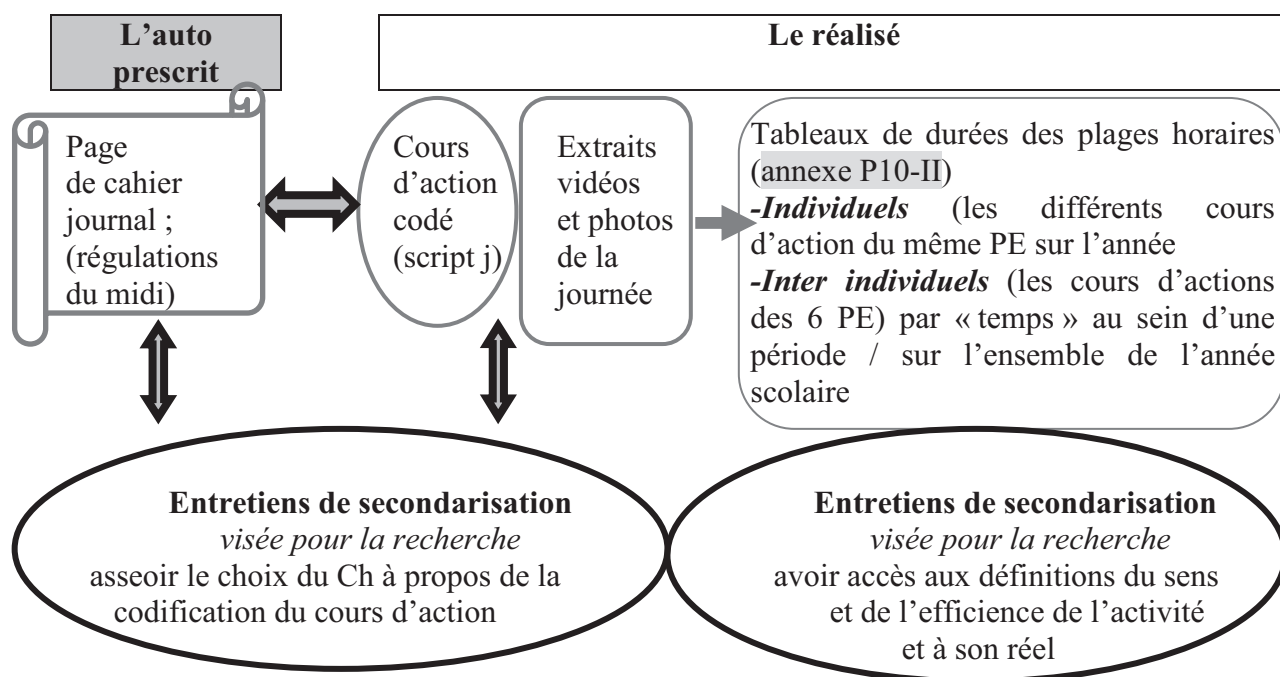 L’auto
prescrit
Le réalisé
Page
de cahier
journal ;
(régulations
du midi)
Cours
d’action
codé
(script j)
Extraits
vidéos
et photos
de la
journée
Tableaux de durées des plages horaires
(annexe P10-II)
-Individuels (les différents cours
d’action du même PE sur l’année
-Inter individuels (les cours d’actions
des 6 PE) par « temps » au sein d’une
période / sur l’ensemble de l’année
scolaire
Entretiens de secondarisation
visée pour la recherche
asseoir le choix du Ch à propos de la
codification du cours d’action
Entretiens de secondarisation
visée pour la recherche
avoir accès aux définitions du sens
et de l’efficience de l’activité
et à son réel